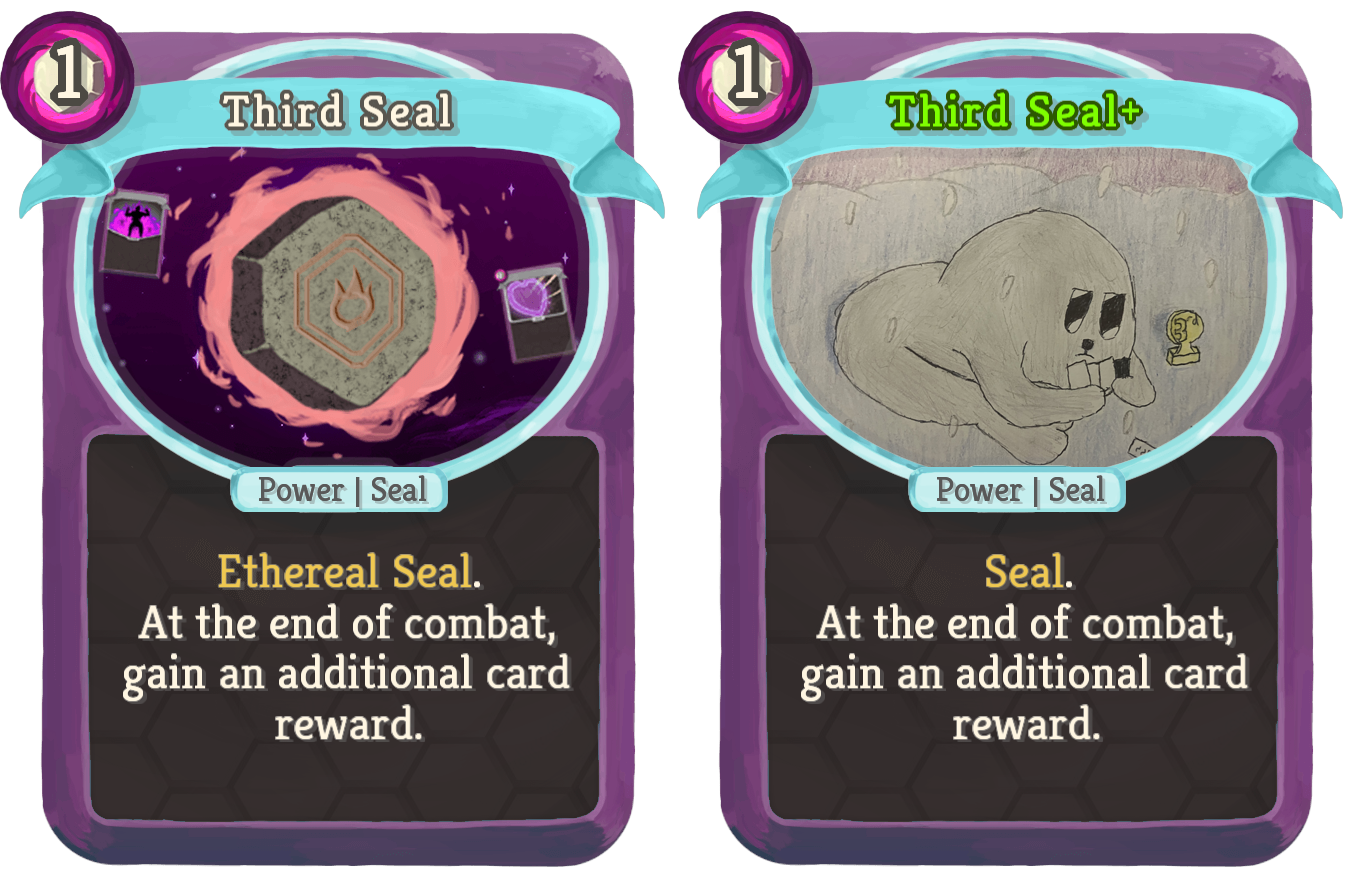 1
Third Seal
Power | Seal
Ethereal Seal.
At the end of combat,
gain an additional card
reward.
1
Third Seal+
3rd
Power | Seal
Seal.
At the end of combat,
gain an additional card
reward.